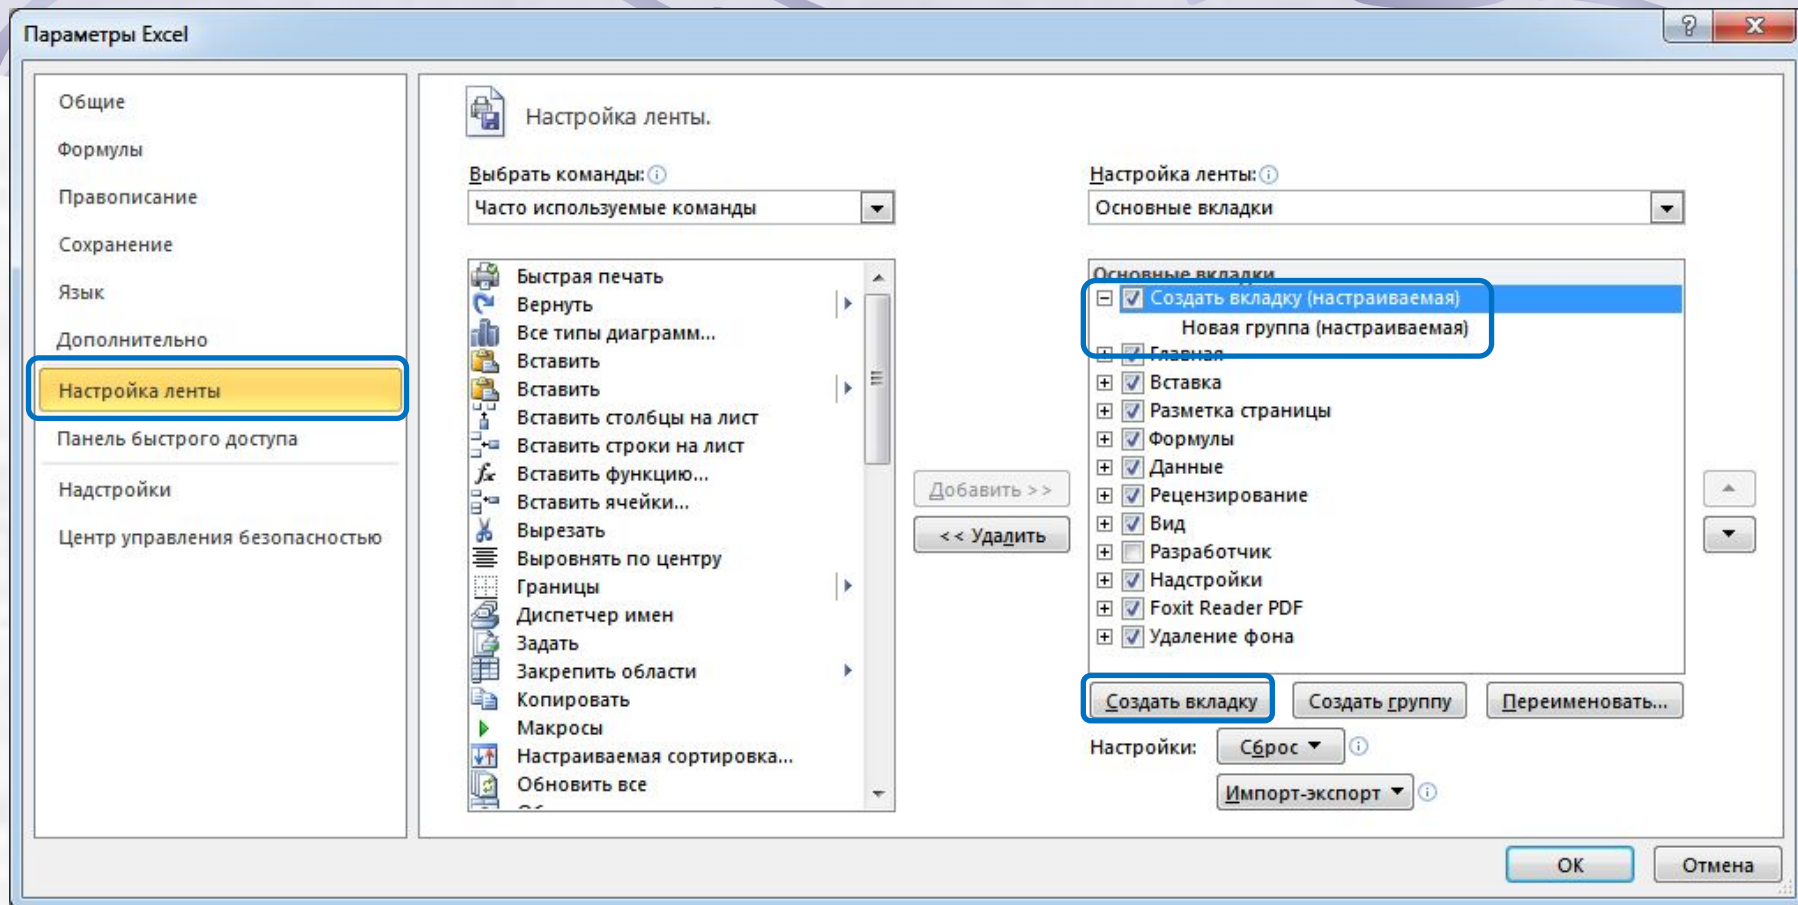 Параметры Excel
Общие
Формулы
Правописание
Сохранение
Язык
Дополнительно
Настройка ленты
Панель быстрого доступа
Надстройки
Центр управления безопасностью
Настройка ленты.
Выбрать команды:
Часто используемые команды
Быстрая печать
Вернуть
Все типы диаграмм...
Вставить
Вставить
Вставить столбцы на лист
Вставить строки на лист
Вставить функцию...
Вставить ячейки...
Вырезать
Выровнять по центру
Границы
Диспетчер имен
Задать
Закрепить области
Копировать
Макросы
Настраиваемая сортировка...
Обновить все
Добавить >>
<< Удалить
Настройка ленты:
Основные вкладки
Основные вкладки
Создать вкладку (настраиваемая)
Новая группа (настраиваемая)
Главная
Вставка
Разметка страницы
Формулы
Данные
Рецензирование
Вид
Разработчик
Надстройки
Foxit Reader PDF
Удаление фона
Создать вкладку Создать группу Переименовать...
Настройки: Сброс
Импорт-экспорт
ОК Отмена